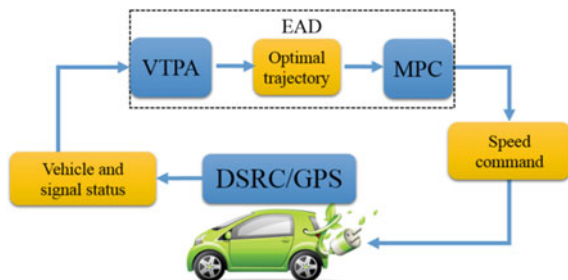 EAD
VTPA
Optimal
trajectory
MPC
Vehicle and
signal status
DSRC/GPS
Speed
command